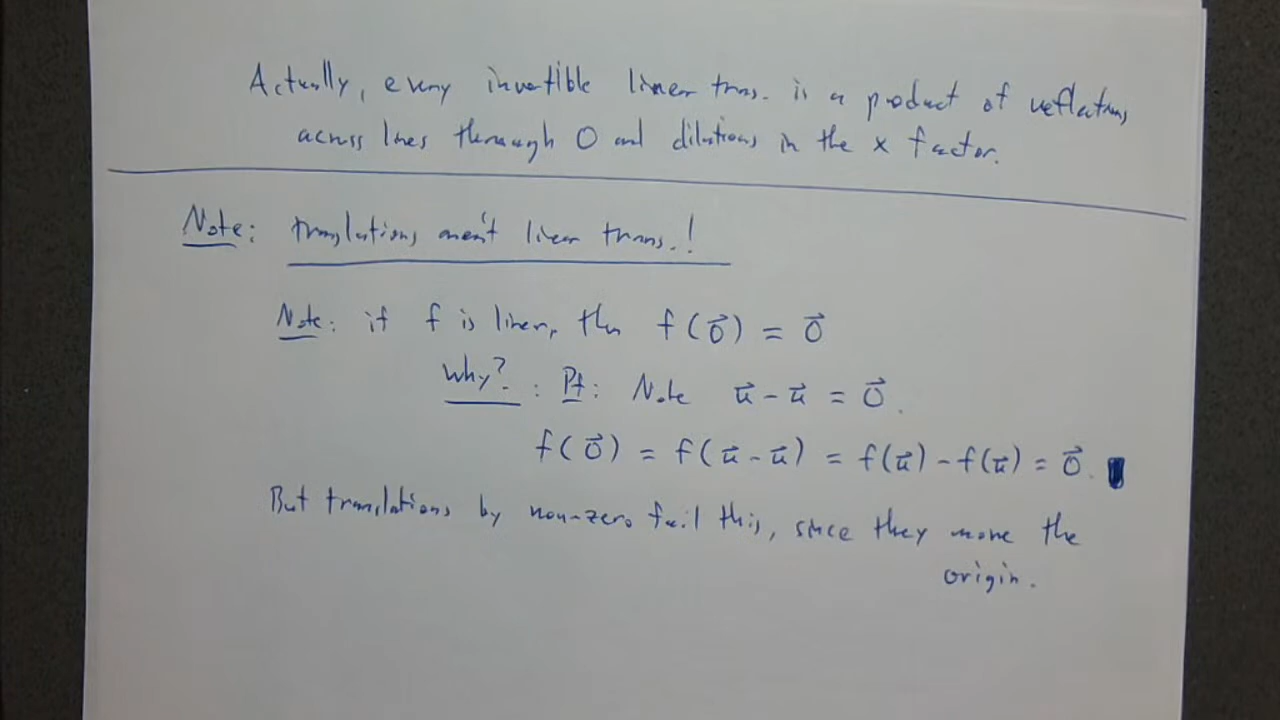 Actually, every invertible linear trans. is a product of reflections
across lines through 0 and dilations in the x factor.
Note: translations aren't linear trans.!
Note: if f is linear, then f(0⃗) = 0⃗
Why? : Pf: Note u⃗ - u⃗ = 0⃗.
f(0⃗) = f(u⃗ - u⃗) = f(u⃗) - f(u⃗) = 0⃗. ▮
But translations by non-zero fail this, since they move the
origin.